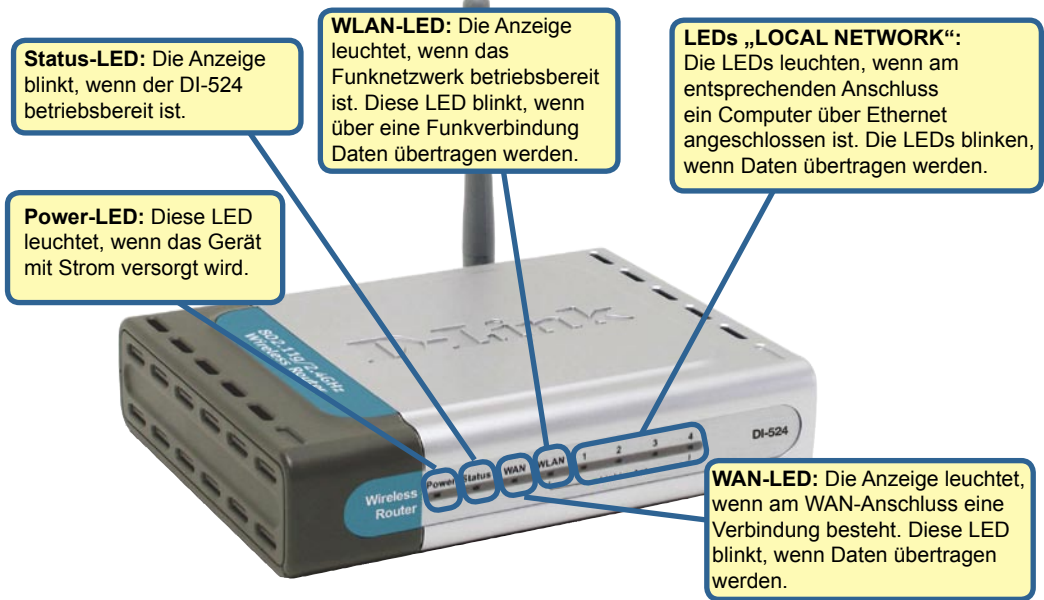 WLAN-LED: Die Anzeige
leuchtet, wenn das
Funknetzwerk betriebsbereit
ist. Diese LED blinkt, wenn
über eine Funkverbindung
Daten übertragen werden.
Status-LED: Die Anzeige
blinkt, wenn der DI-524
betriebsbereit ist.
LEDs „LOCAL NETWORK“:
Die LEDs leuchten, wenn am
entsprechenden Anschluss
ein Computer über Ethernet
angeschlossen ist. Die LEDs blinken,
wenn Daten übertragen werden.
Power-LED: Diese LED
leuchtet, wenn das Gerät
mit Strom versorgt wird.
D-Link
802.11g/2.4GHz
Wireless Router
DI-524
Power Status WAN WLAN 1 2 3 4
Wireless
Router
WAN-LED: Die Anzeige leuchtet,
wenn am WAN-Anschluss eine
Verbindung besteht. Diese LED
blinkt, wenn Daten übertragen
werden.